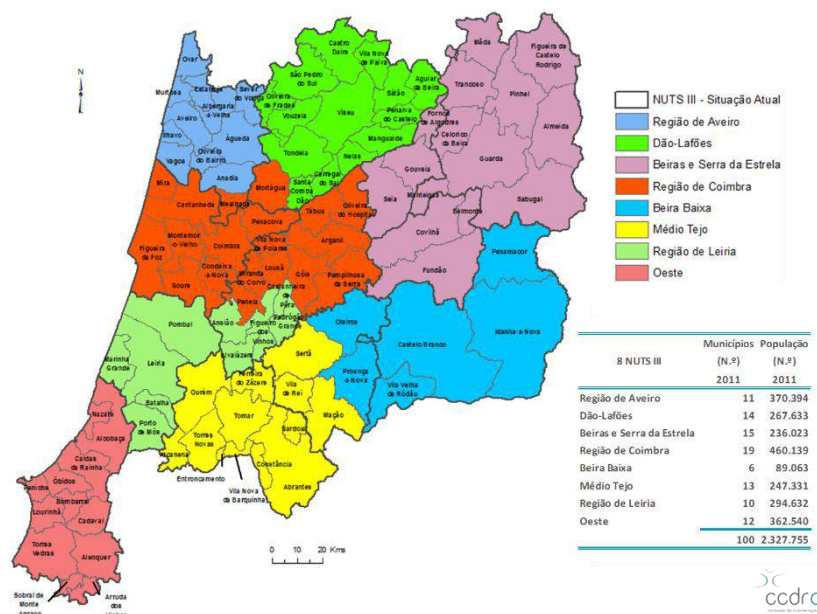 Ovar
Murtosa
Estarreja
Sever do Vouga
Albergaria-a-Velha
Aveiro
Ílhavo
Águeda
Oliveira do Bairro
Vagos
Anadia
Castro Daire
Vila Nova de Paiva
São Pedro do Sul
Oliveira de Frades
Vouzela
Viseu
Sátão
Aguiar da Beira
Penalva do Castelo
Mangualde
Nelas
Tondela
Carregal do Sal
Santa Comba Dão
Mêda
Figueira de Castelo Rodrigo
Trancoso
Pinhel
Fornos de Algodres
Celorico da Beira
Almeida
Guarda
Gouveia
Seia
Manteigas
Sabugal
Belmonte
Covilhã
Fundão
Mira
Cantanhede
Mealhada
Mortágua
Penacova
Tábua
Oliveira do Hospital
Montemor-o-Velho
Coimbra
Vila Nova de Poiares
Arganil
Figueira da Foz
Condeixa-a-Nova
Miranda do Corvo
Lousã
Góis
Pampilhosa da Serra
Soure
Penela
Castanheira de Pêra
Penamacor
Oleiros
Castelo Branco
Idanha-a-Nova
Proença-a-Nova
Vila Velha de Ródão
Pombal
Ansião
Figueiró dos Vinhos
Pedrógão Grande
Alvaiázere
Marinha Grande
Leiria
Batalha
Porto de Mós
Sertã
Ourém
Ferreira do Zêzere
Vila de Rei
Mação
Tomar
Sardoal
Torres Novas
Alcanena
Constância
Abrantes
Entroncamento
Vila Nova da Barquinha
Nazaré
Alcobaça
Caldas da Rainha
Óbidos
Peniche
Bombarral
Lourinhã
Cadaval
Torres Vedras
Alenquer
Sobral de Monte
Arruda dos
N
0 10 20 Kms
NUTS III - Situação Atual
Região de Aveiro
Dão-Lafões
Beiras e Serra da Estrela
Região de Coimbra
Beira Baixa
Médio Tejo
Região de Leiria
Oeste
8 NUTS III Municípios (N.º) 2011 População (N.º) 2011
Região de Aveiro 11 370.394
Dão-Lafões 14 267.633
Beiras e Serra da Estrela 15 236.023
Região de Coimbra 19 460.139
Beira Baixa 6 89.063
Médio Tejo 13 247.331
Região de Leiria 10 294.632
Oeste 12 362.540
100 2.327.755
ccdrc